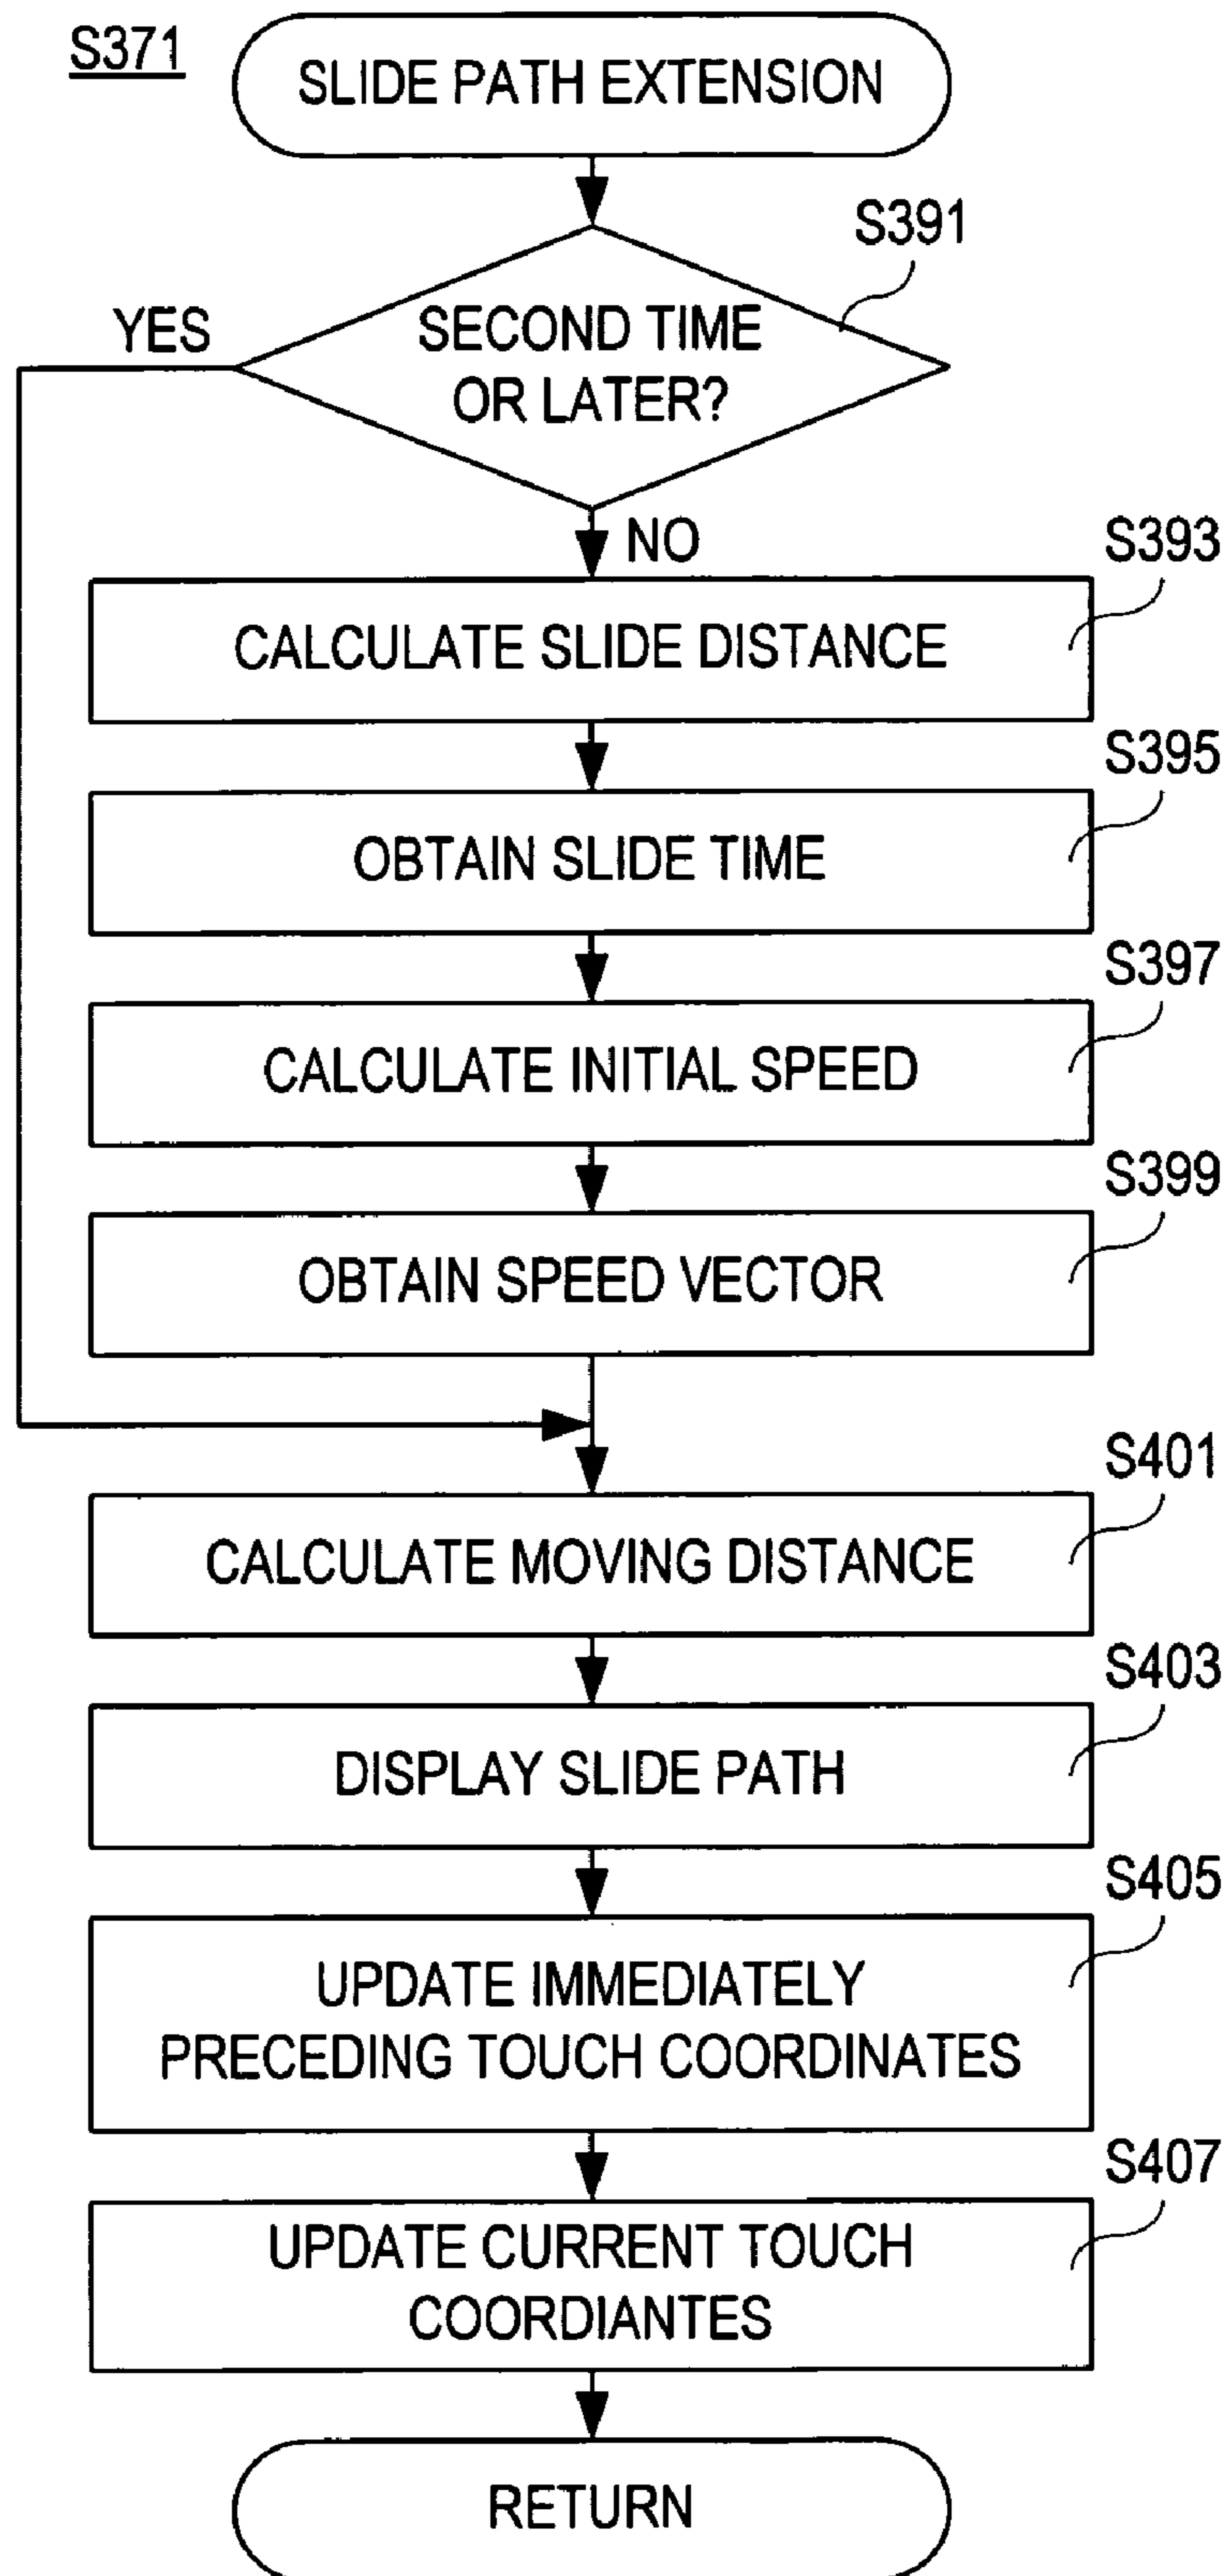 S371
SLIDE PATH EXTENSION
S391
YES
SECOND TIME
OR LATER?
NO
S393
CALCULATE SLIDE DISTANCE
S395
OBTAIN SLIDE TIME
S397
CALCULATE INITIAL SPEED
S399
OBTAIN SPEED VECTOR
S401
CALCULATE MOVING DISTANCE
S403
DISPLAY SLIDE PATH
S405
UPDATE IMMEDIATELY
PRECEDING TOUCH COORDINATES
S407
UPDATE CURRENT TOUCH
COORDIANTES
RETURN